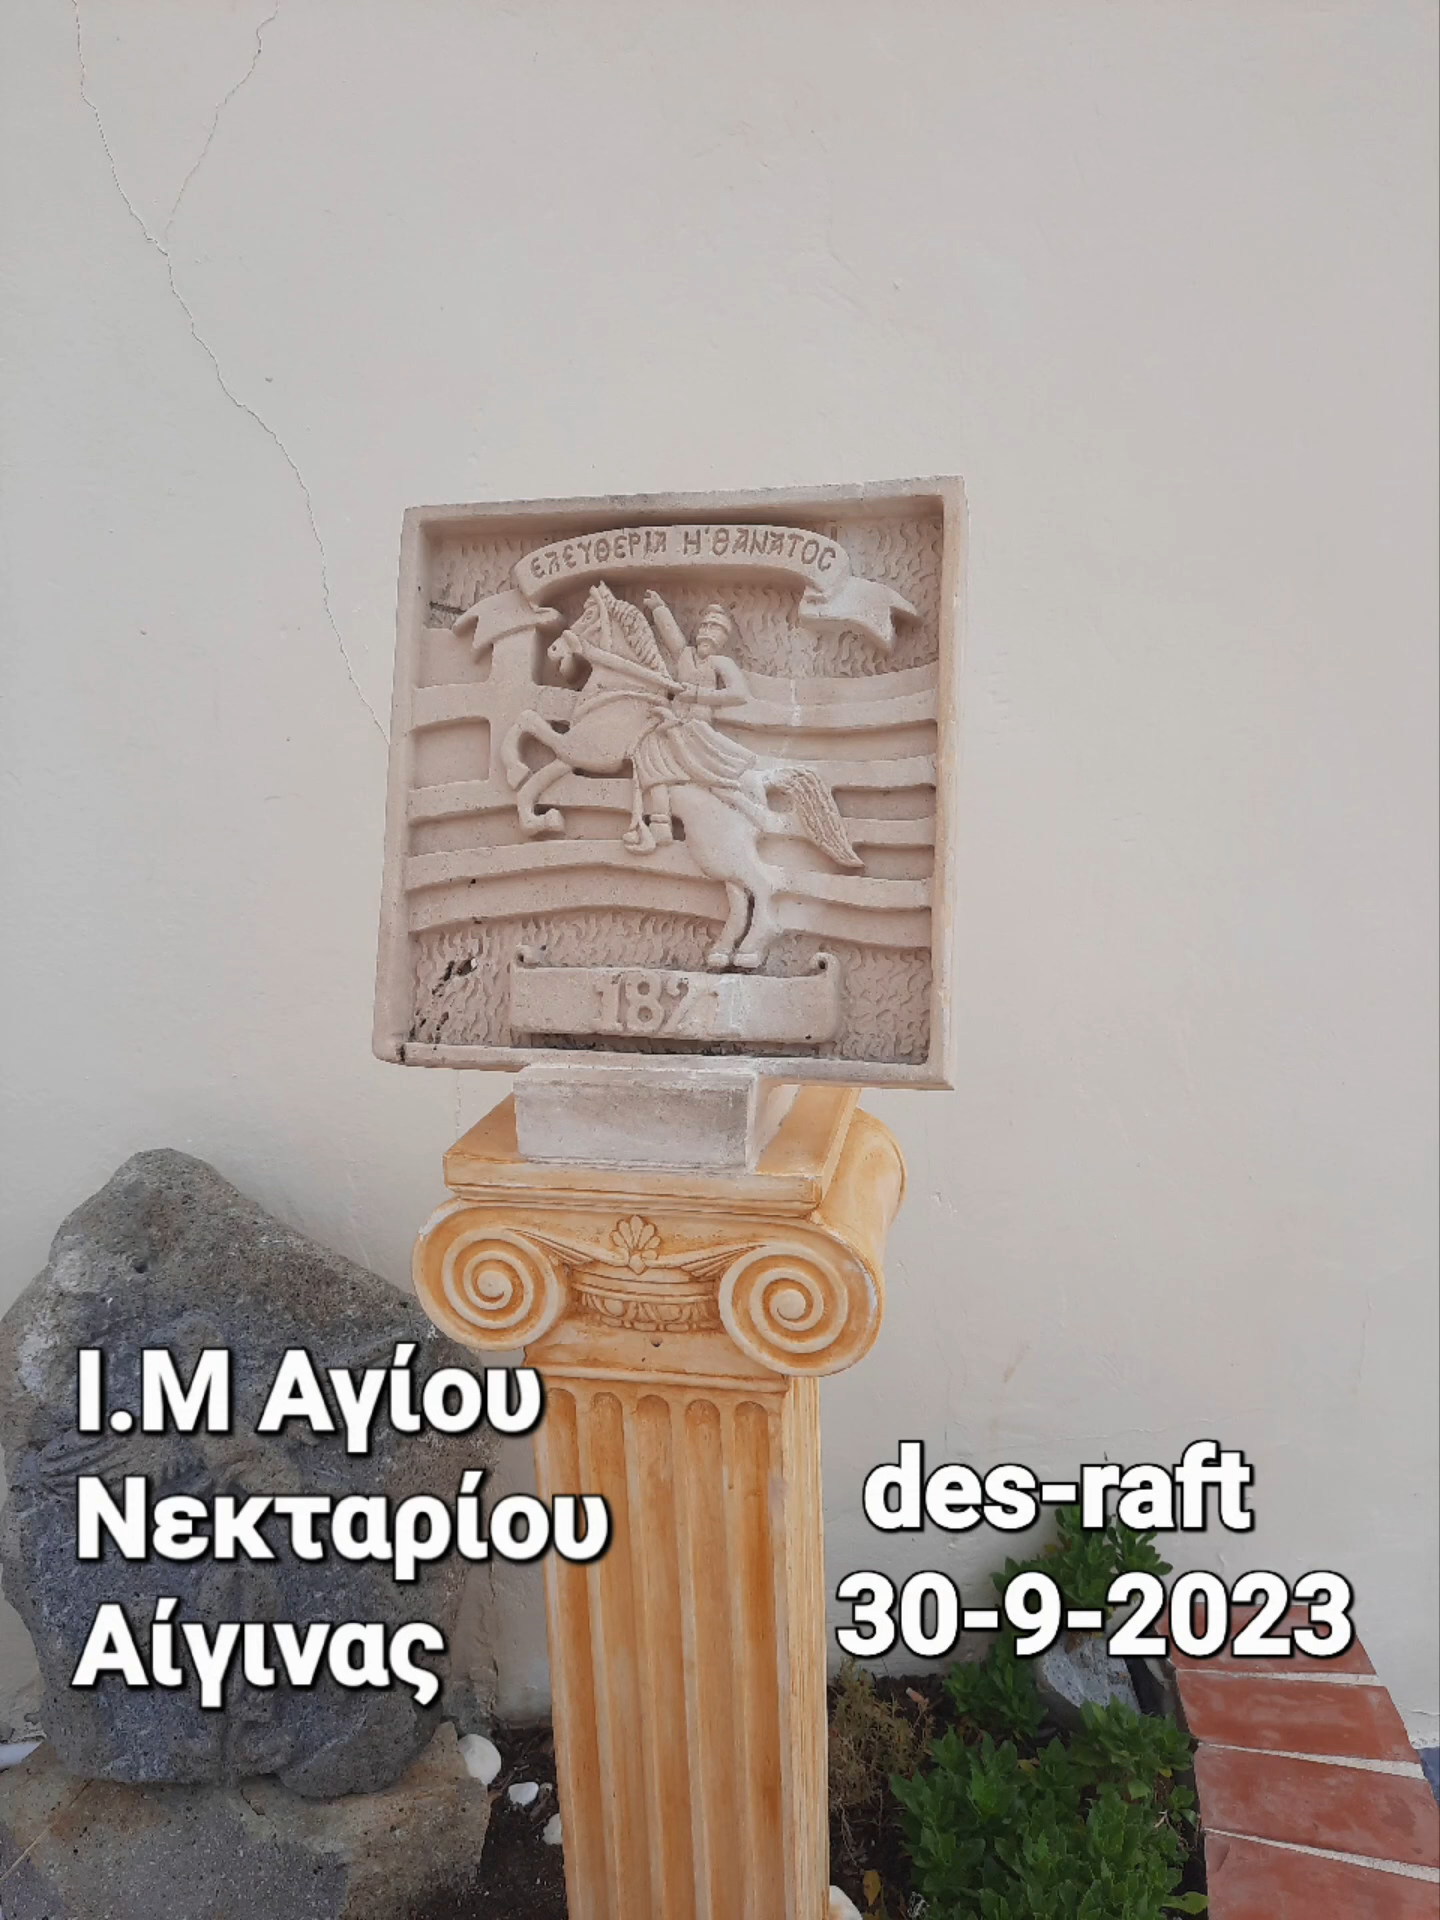 ΕΛΕΥΘΕΡΙΑ Η' ΘΑΝΑΤΟΣ
1821
Ι.Μ Αγίου
Νεκταρίου
Αίγινας
des-raft
30-9-2023